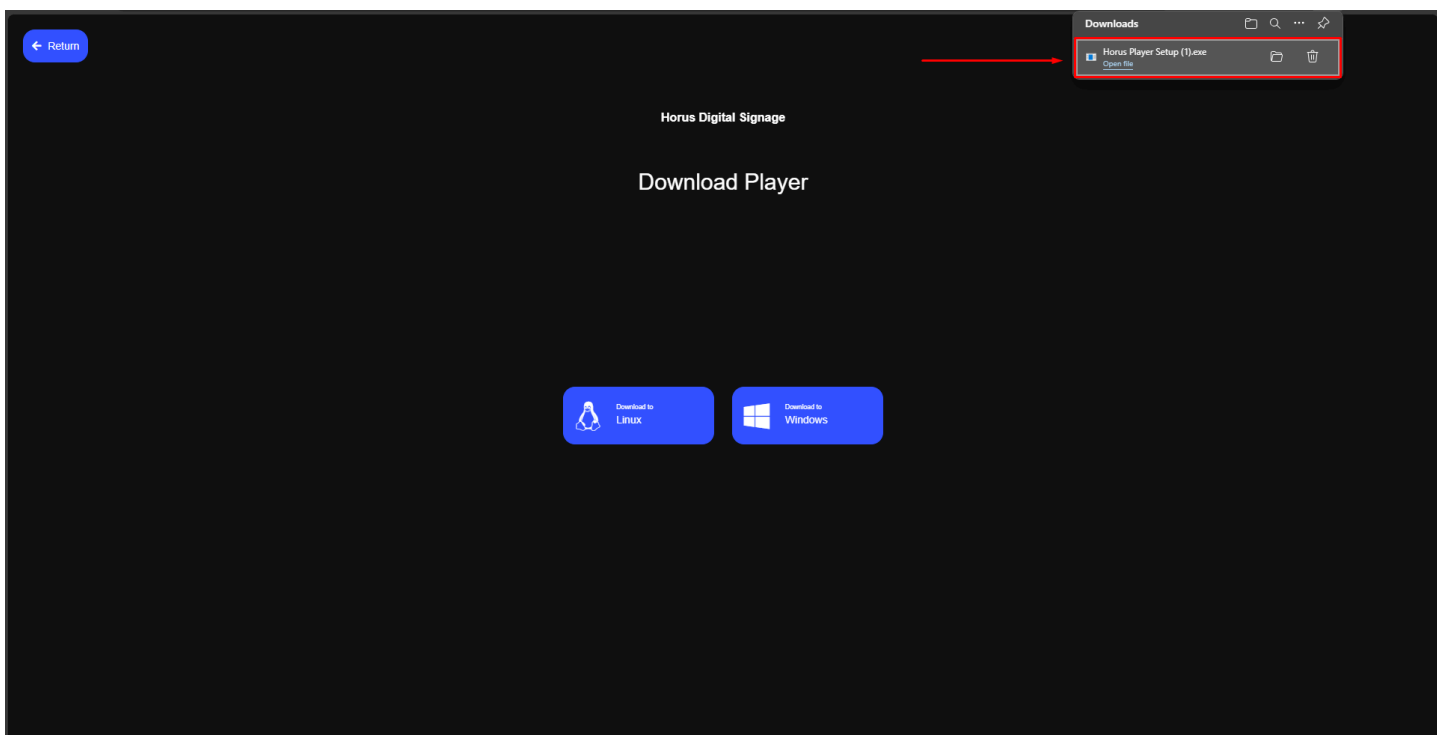 Downloads
Return
Horus Player Setup (1).exe
Open file
Horus Digital Signage
Download Player
Download to
Linux
Download to
Windows